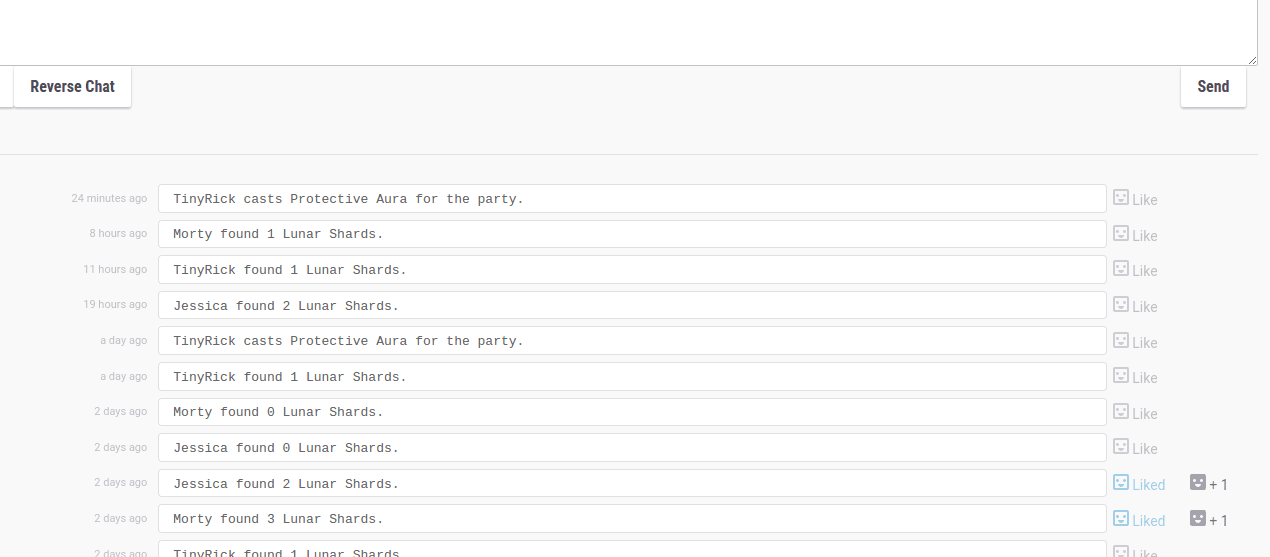 Reverse Chat
Send
24 minutes ago TinyRick casts Protective Aura for the party. Like
8 hours ago Morty found 1 Lunar Shards. Like
11 hours ago TinyRick found 1 Lunar Shards. Like
19 hours ago Jessica found 2 Lunar Shards. Like
a day ago TinyRick casts Protective Aura for the party. Like
a day ago TinyRick found 1 Lunar Shards. Like
2 days ago Morty found 0 Lunar Shards. Like
2 days ago Jessica found 0 Lunar Shards. Like
2 days ago Jessica found 2 Lunar Shards. Liked + 1
2 days ago Morty found 3 Lunar Shards. Liked + 1
2 days ago TinyRick found 1 Lunar Shards. Like